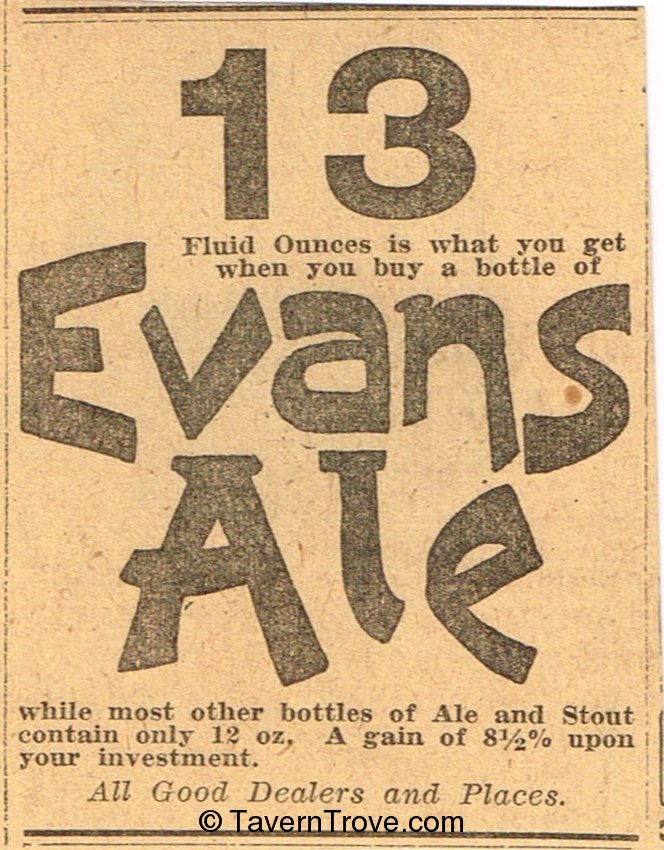 13
Fluid Ounces is what you get
when you buy a bottle of
Evans
Ale
while most other bottles of Ale and Stout
contain only 12 oz. A gain of 8½% upon
your investment.
All Good Dealers and Places.
© TavernTrove.com